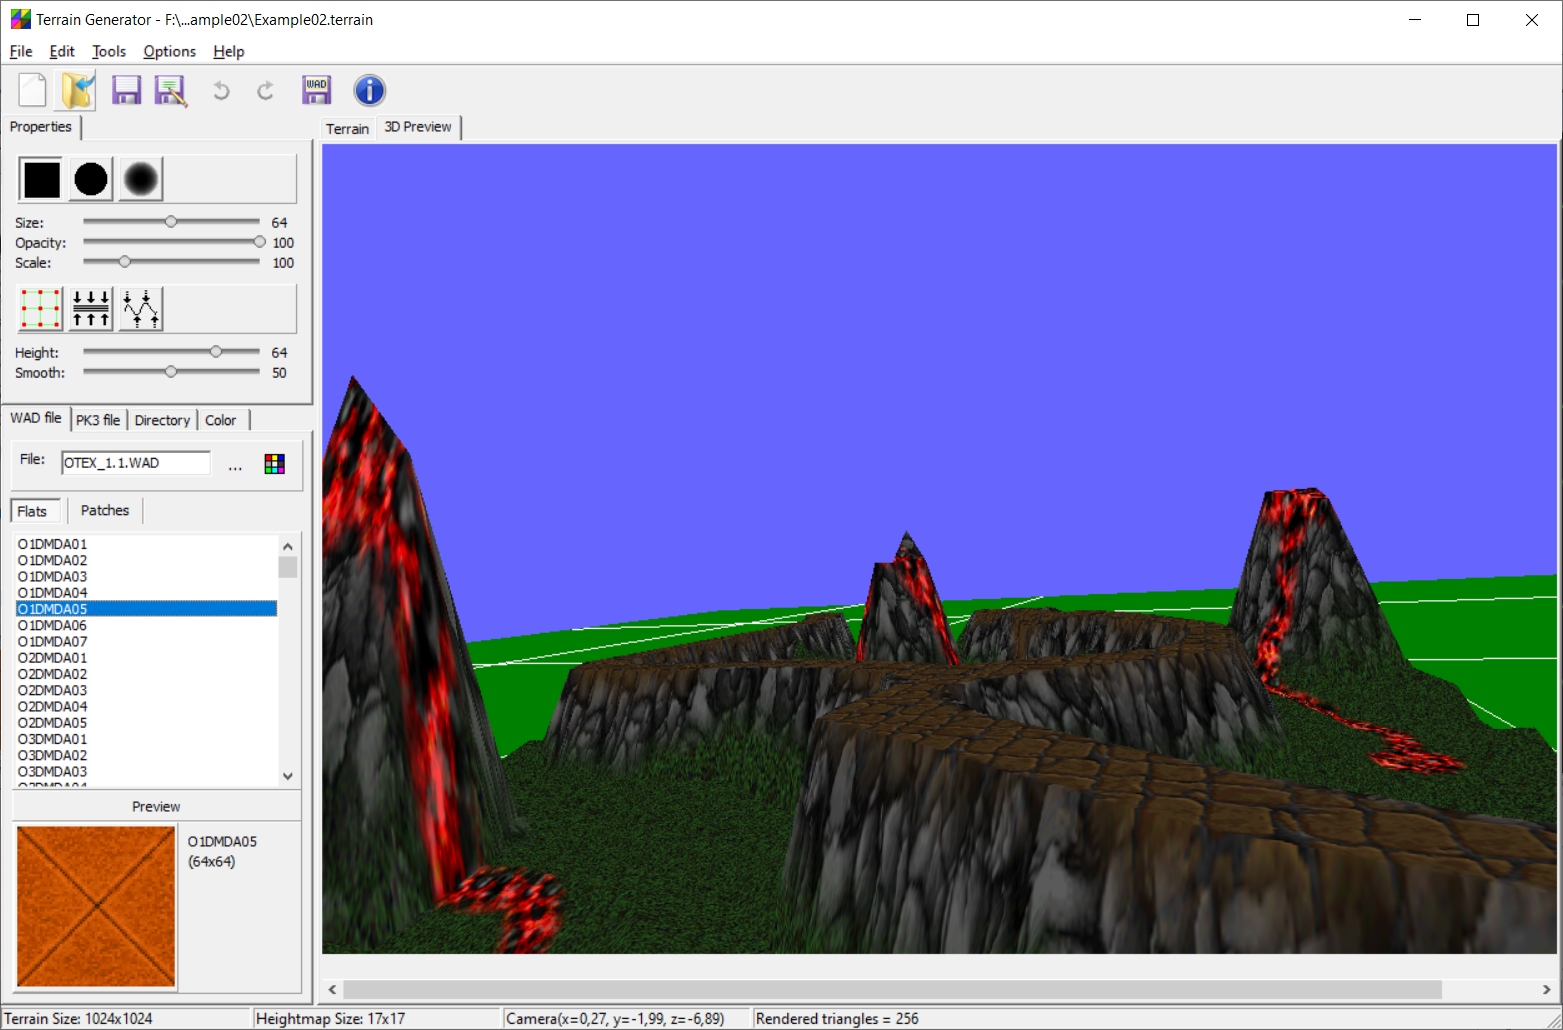 Terrain Generator - F:\...ample02\Example02.terrain
File Edit Tools Options Help
WAD
Properties
Terrain 3D Preview
Size: 64
Opacity: 100
Scale: 100
Height: 64
Smooth: 50
WAD file PK3 file Directory Color
File: OTEX_1.1.WAD ...
Flats Patches
O1DMDA01
O1DMDA02
O1DMDA03
O1DMDA04
O1DMDA05
O1DMDA06
O1DMDA07
O2DMDA01
O2DMDA02
O2DMDA03
O2DMDA04
O2DMDA05
O3DMDA01
O3DMDA02
O3DMDA03
O3DMDA04
Preview
O1DMDA05
(64x64)
Terrain Size: 1024x1024 Heightmap Size: 17x17 Camera(x=0,27, y=-1,99, z=-6,89) Rendered triangles = 256